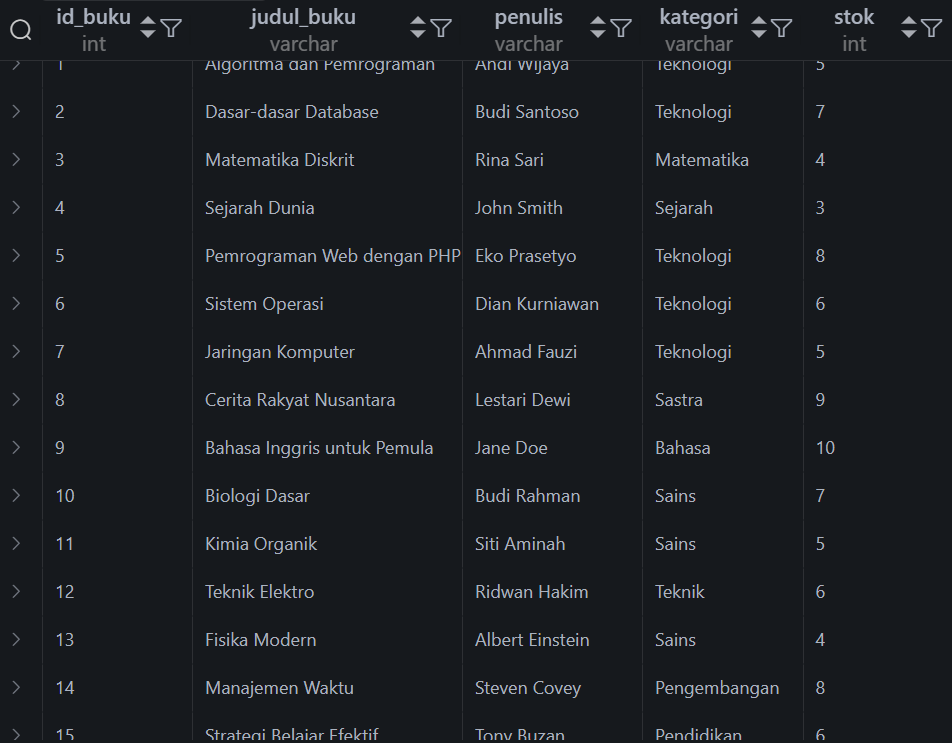 id_buku judul_buku penulis kategori stok
int varchar varchar varchar int
1 Algoritma dan Pemrograman Andi Wijaya Teknologi 5
2 Dasar-dasar Database Budi Santoso Teknologi 7
3 Matematika Diskrit Rina Sari Matematika 4
4 Sejarah Dunia John Smith Sejarah 3
5 Pemrograman Web dengan PHP Eko Prasetyo Teknologi 8
6 Sistem Operasi Dian Kurniawan Teknologi 6
7 Jaringan Komputer Ahmad Fauzi Teknologi 5
8 Cerita Rakyat Nusantara Lestari Dewi Sastra 9
9 Bahasa Inggris untuk Pemula Jane Doe Bahasa 10
10 Biologi Dasar Budi Rahman Sains 7
11 Kimia Organik Siti Aminah Sains 5
12 Teknik Elektro Ridwan Hakim Teknik 6
13 Fisika Modern Albert Einstein Sains 4
14 Manajemen Waktu Steven Covey Pengembangan 8
15 Strategi Belajar Efektif Tony Buzan Pendidikan 6